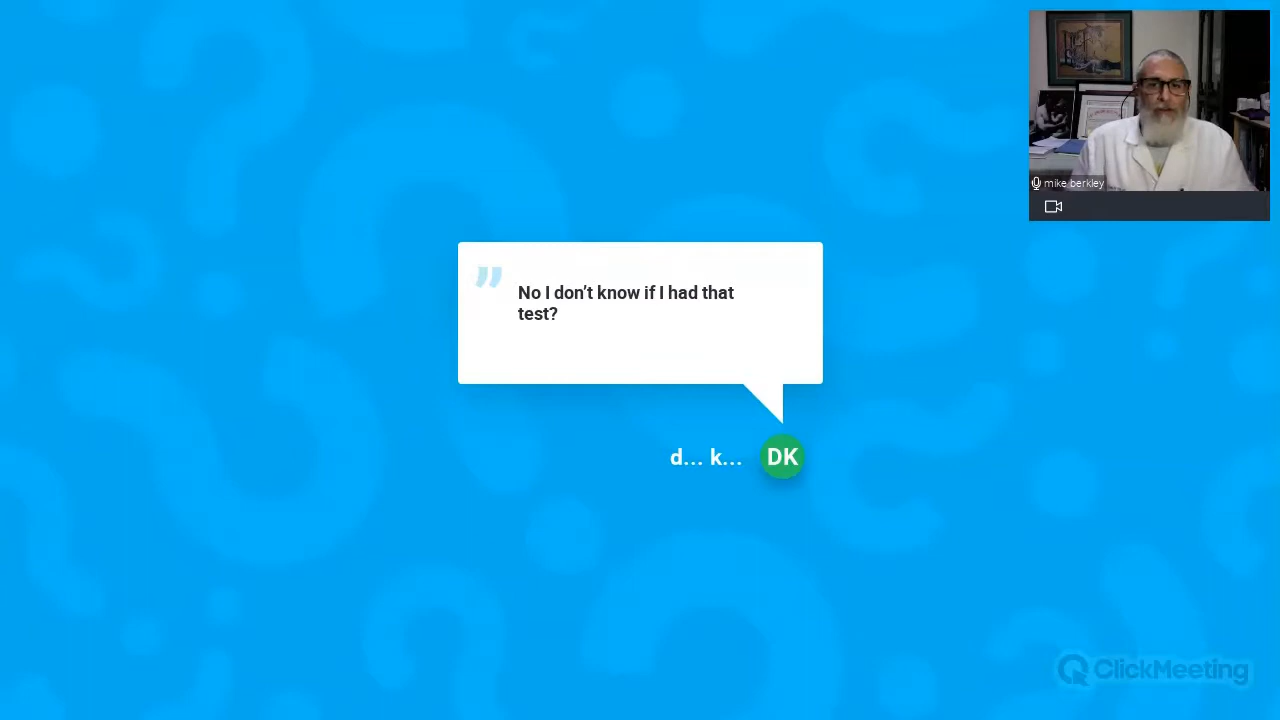 mike berkley
No I don't know if I had that
test?
d... k...
DK
ClickMeeting